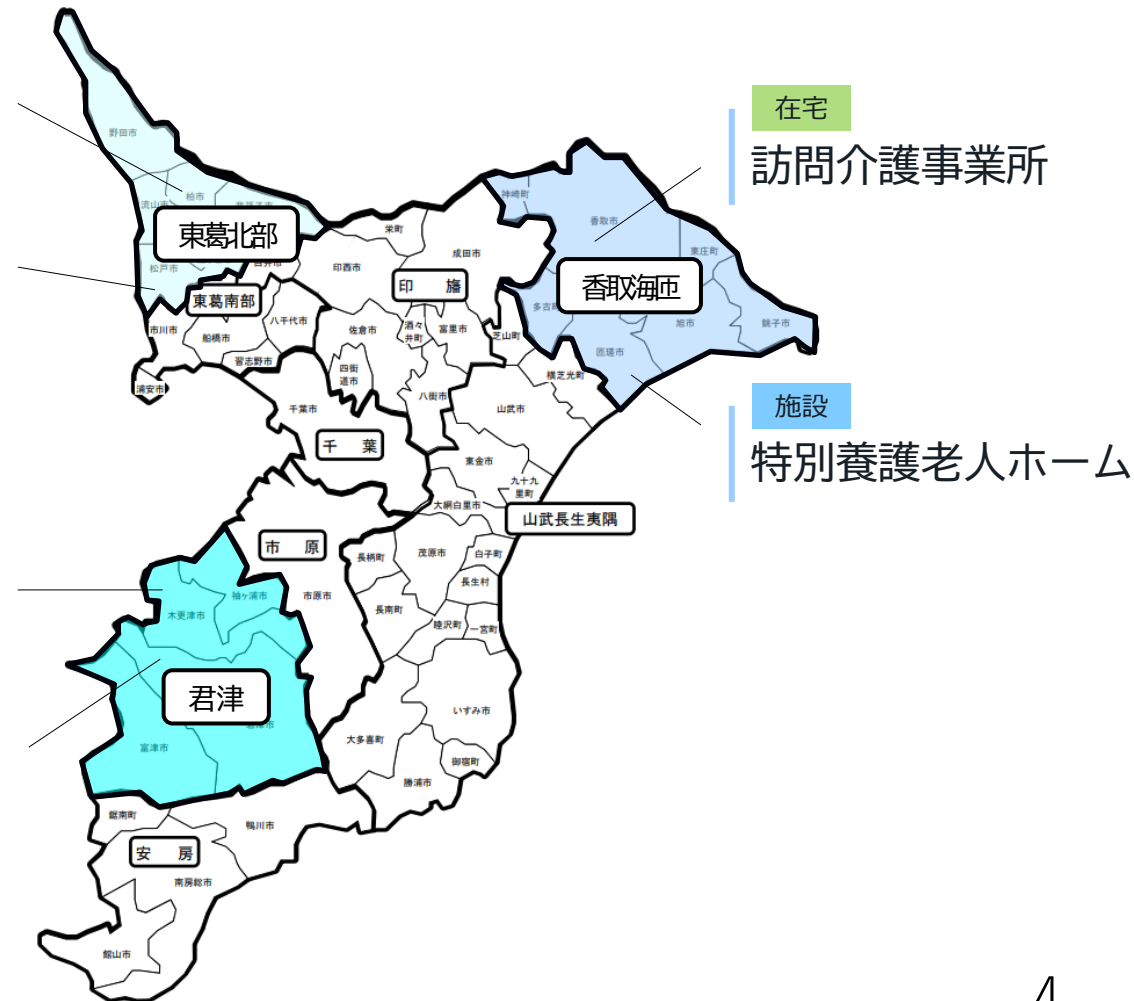 在宅
訪問介護事業所
施設
特別養護老人ホーム
野田市
柏市
流山市
東葛北部
松戸市
東葛南部
市川市
船橋市
八千代市
習志野市
浦安市
栄町
成田市
印西市
印 旛
佐倉市
酒々
井町
富里市
四街
道市
八街市
芝山町
神崎町
香取市
東庄町
香取海匝
多古町
旭市
銚子市
匝瑳市
横芝光町
山武市
千葉市
千 葉
東金市
九十九
里町
大網白里市
山武長生夷隅
市 原
市原市
長柄町
茂原市
白子町
長生村
長南町
睦沢町
一宮町
いすみ市
大多喜町
御宿町
勝浦市
袖ヶ浦市
木更津市
君津
君津市
富津市
鋸南町
鴨川市
安 房
南房総市
館山市
4